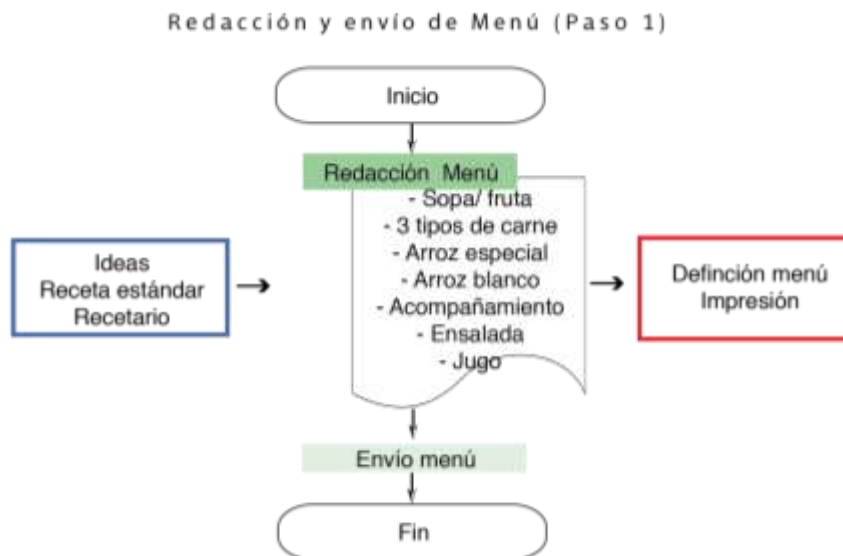 Redacción y envío de Menú (Paso 1)
Inicio
Redacción Menú
- Sopa/ fruta
- 3 tipos de carne
- Arroz especial
- Arroz blanco
- Acompañamiento
- Ensalada
- Jugo
Ideas
Receta estándar
Recetario
Definción menú
Impresión
Envío menú
Fin